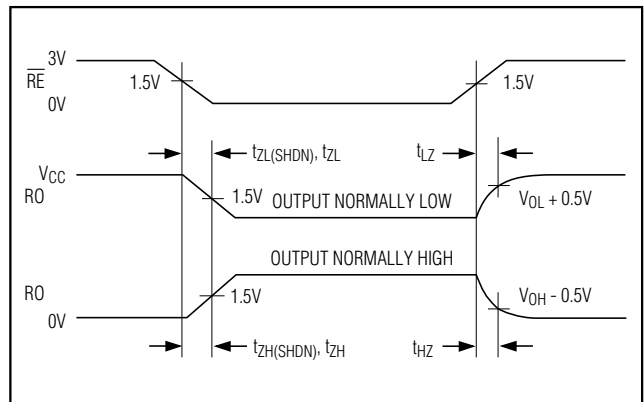 3V
RE
0V
1.5V
1.5V
tZL(SHDN), tZL
tLZ
VCC
RO
1.5V
OUTPUT NORMALLY LOW
VOL + 0.5V
OUTPUT NORMALLY HIGH
RO
0V
1.5V
VOH - 0.5V
tZH(SHDN), tZH
tHZ